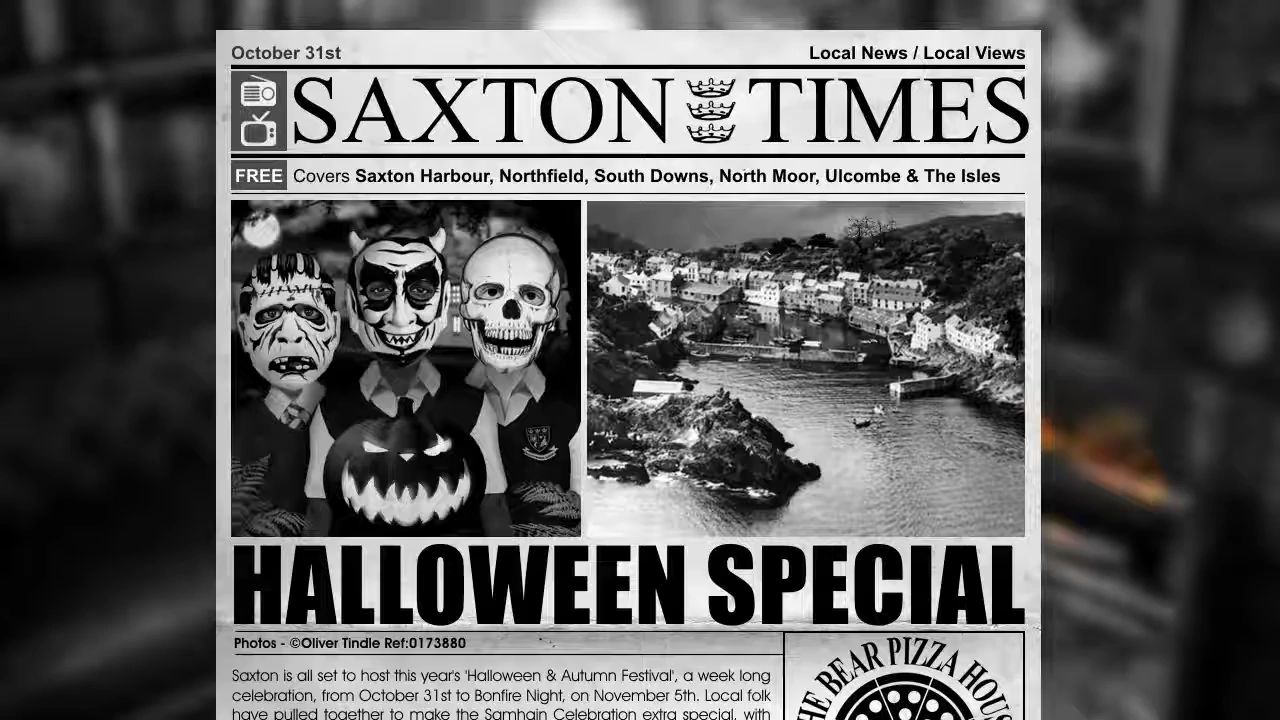 October 31st
Local News / Local Views
SAXTON TIMES
FREE
Covers Saxton Harbour, Northfield, South Downs, North Moor, Ulcombe & The Isles
HALLOWEEN SPECIAL
Photos - ©Oliver Tindle Ref:0173880
Saxton is all set to host this year's 'Halloween & Autumn Festival', a week long
celebration, from October 31st to Bonfire Night, on November 5th. Local folk
have pulled together to make the Samhain Celebration extra special, with
BEAR PIZZA